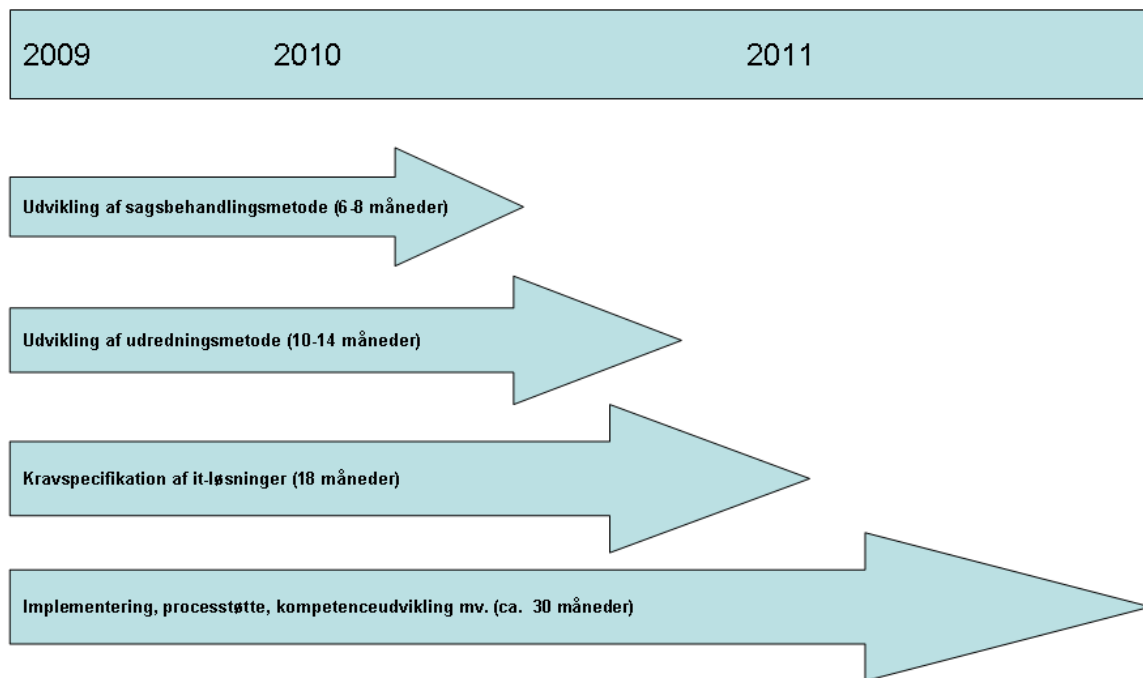 2009 2010 2011
Udvikling af sagsbehandlingsmetode (6-8 måneder)
Udvikling af udredningsmetode (10-14 måneder)
Kravspecifikation af it-løsninger (18 måneder)
Implementering, processtøtte, kompetenceudvikling mv. (ca. 30 måneder)